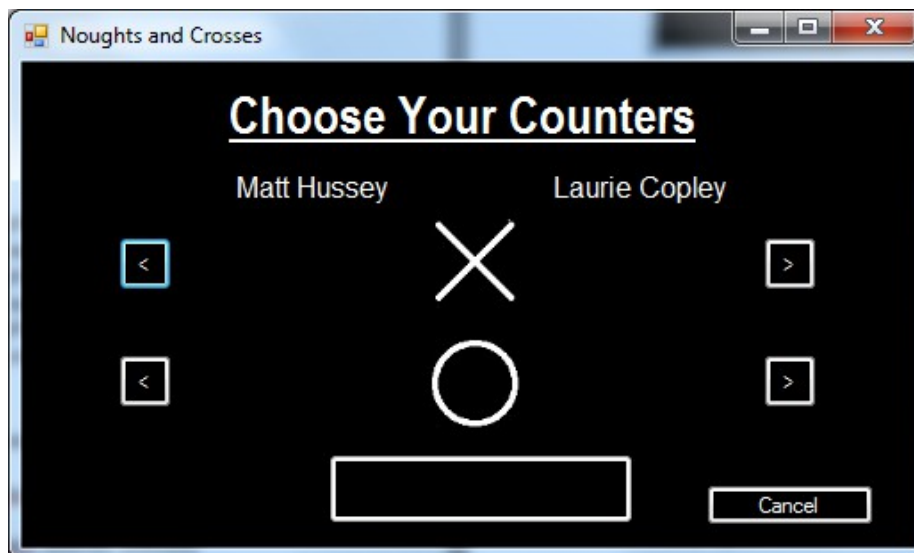 Noughts and Crosses
Choose Your Counters
Matt Hussey Laurie Copley
< >
< >
Cancel